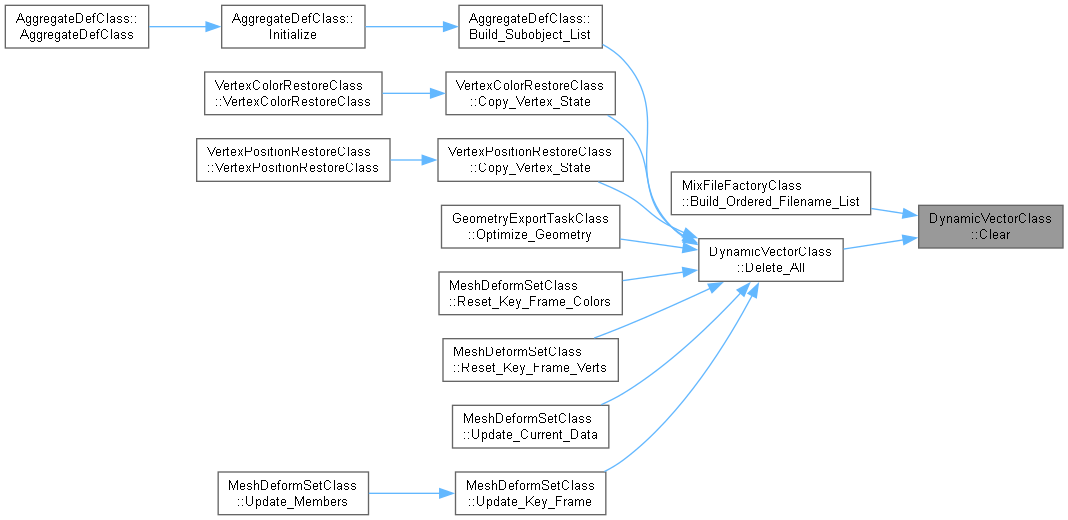 AggregateDefClass::
AggregateDefClass
AggregateDefClass::
Initialize
AggregateDefClass::
Build_Subobject_List
VertexColorRestoreClass
::VertexColorRestoreClass
VertexColorRestoreClass
::Copy_Vertex_State
VertexPositionRestoreClass
::VertexPositionRestoreClass
VertexPositionRestoreClass
::Copy_Vertex_State
MixFileFactoryClass
::Build_Ordered_Filename_List
GeometryExportTaskClass
::Optimize_Geometry
DynamicVectorClass
::Clear
DynamicVectorClass
::Delete_All
MeshDeformSetClass
::Reset_Key_Frame_Colors
MeshDeformSetClass
::Reset_Key_Frame_Verts
MeshDeformSetClass
::Update_Current_Data
MeshDeformSetClass
::Update_Members
MeshDeformSetClass
::Update_Key_Frame